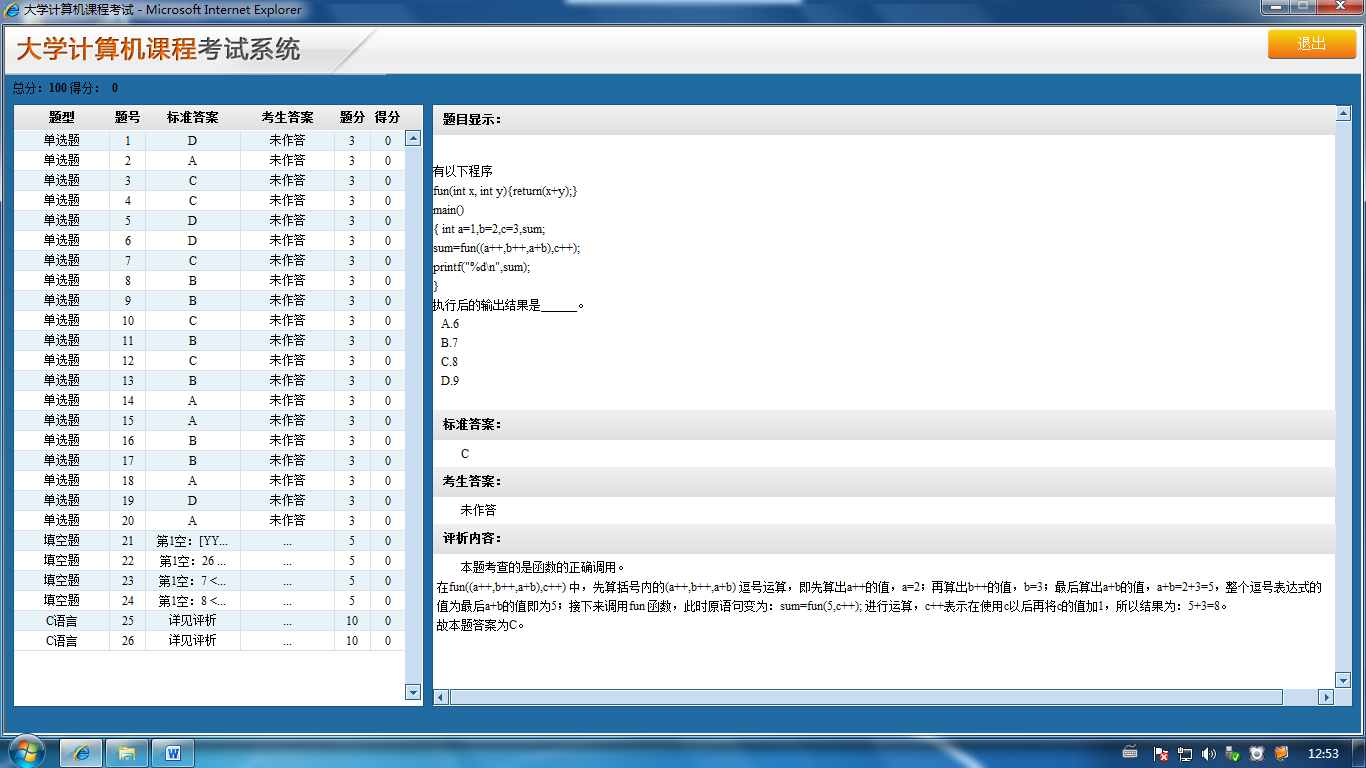 大学计算机课程考试 - Microsoft Internet Explorer
大学计算机课程考试系统
退出
总分：100 得分： 0
题型 题号 标准答案 考生答案 题分 得分
单选题 1 D 未作答 3 0
单选题 2 A 未作答 3 0
单选题 3 C 未作答 3 0
单选题 4 C 未作答 3 0
单选题 5 D 未作答 3 0
单选题 6 D 未作答 3 0
单选题 7 C 未作答 3 0
单选题 8 B 未作答 3 0
单选题 9 B 未作答 3 0
单选题 10 C 未作答 3 0
单选题 11 B 未作答 3 0
单选题 12 C 未作答 3 0
单选题 13 B 未作答 3 0
单选题 14 A 未作答 3 0
单选题 15 A 未作答 3 0
单选题 16 B 未作答 3 0
单选题 17 B 未作答 3 0
单选题 18 A 未作答 3 0
单选题 19 D 未作答 3 0
单选题 20 A 未作答 3 0
填空题 21 第1空：[YY... ... 5 0
填空题 22 第1空：26 ... ... 5 0
填空题 23 第1空：7 <... ... 5 0
填空题 24 第1空：8 <... ... 5 0
C语言 25 详见评析 ... 10 0
C语言 26 详见评析 ... 10 0
题目显示：
有以下程序
fun(int x, int y){return(x+y);}
main()
{ int a=1,b=2,c=3,sum;
sum=fun((a++,b++,a+b),c++);
printf("%d\n",sum);
}
执行后的输出结果是______。
A.6
B.7
C.8
D.9
标准答案：
C
考生答案：
未作答
评析内容：
本题考查的是函数的正确调用。
在fun((a++,b++,a+b),c++) 中，先算括号内的(a++,b++,a+b) 逗号运算，即先算出a++的值，a=2；再算出b++的值，b=3；最后算出a+b的值，a+b=2+3=5，整个逗号表达式的
值为最后a+b的值即为5；接下来调用fun 函数，此时原语句变为：sum=fun(5,c++); 进行运算，c++表示在使用c以后再将c的值加1，所以结果为：5+3=8。
故本题答案为C。
12:53